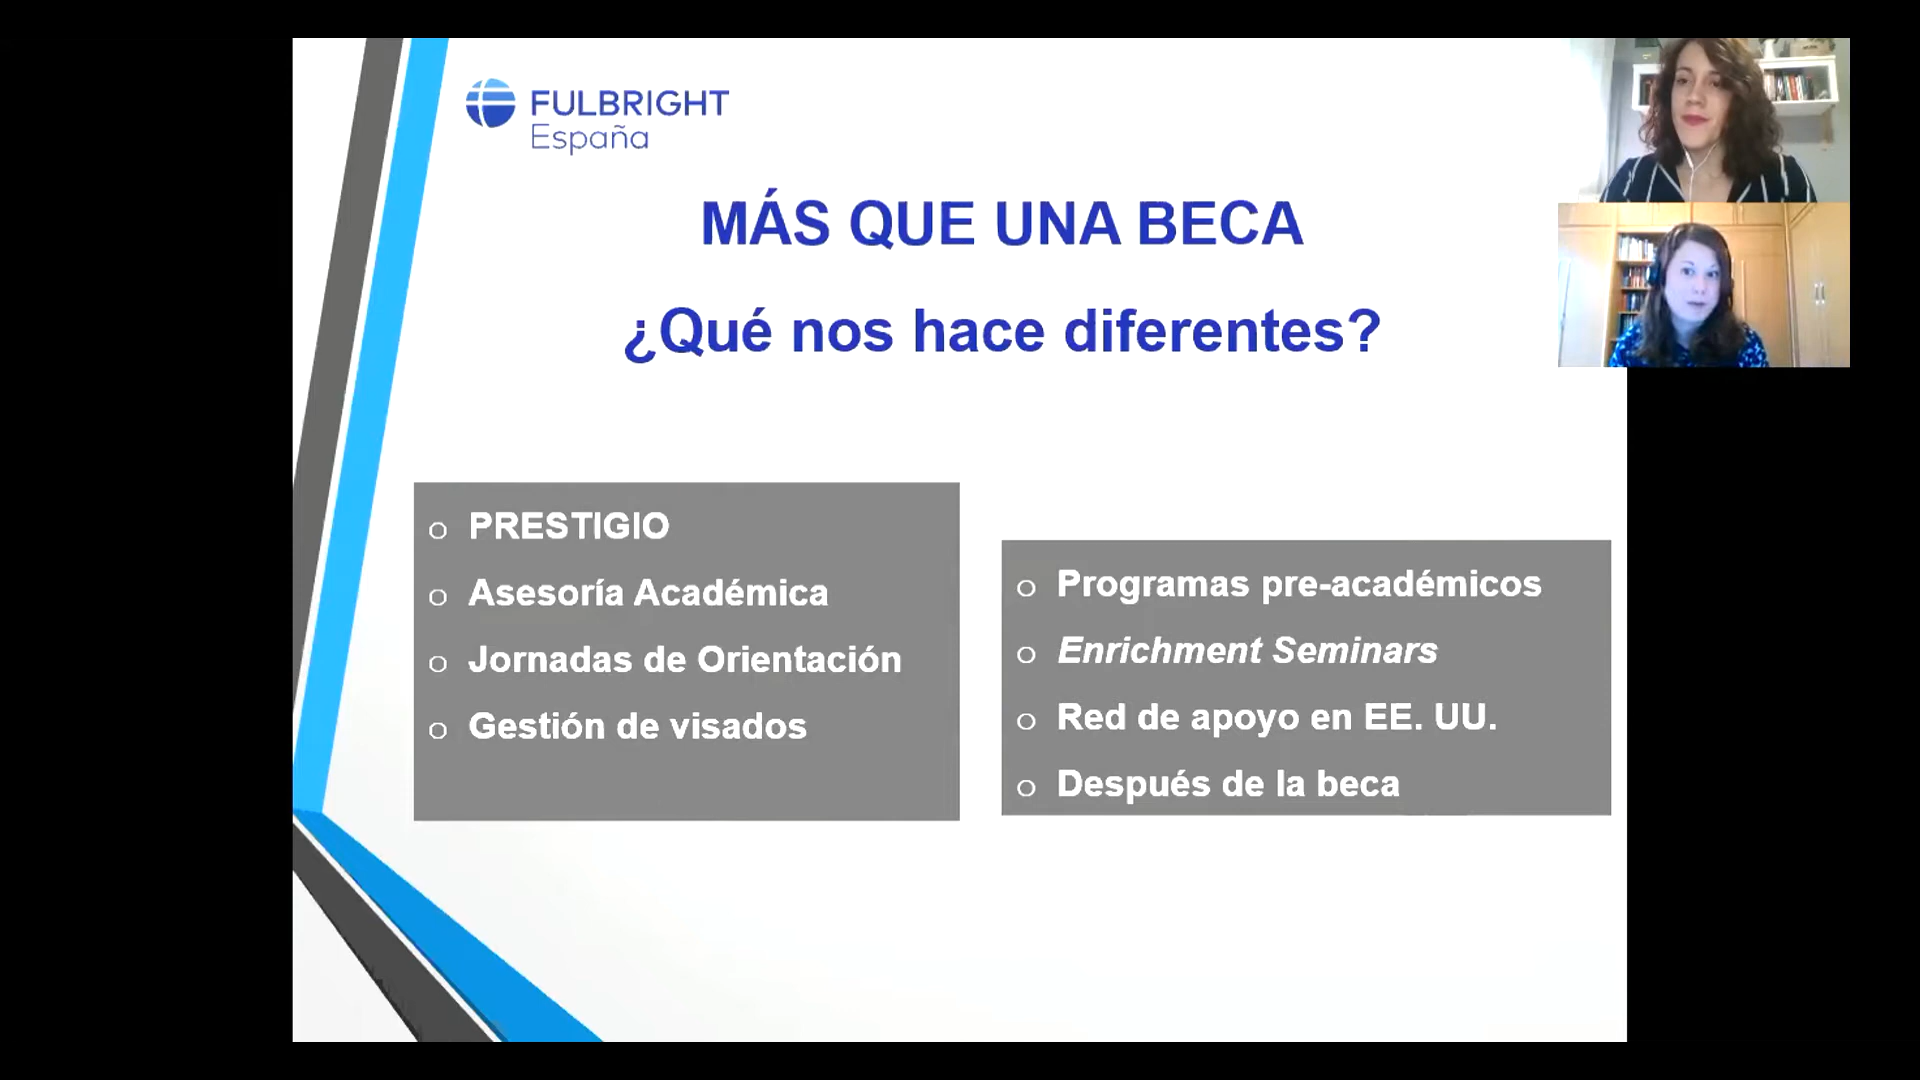 FULBRIGHT
España
MÁS QUE UNA BECA
¿Qué nos hace diferentes?
o PRESTIGIO
o Asesoría Académica
o Jornadas de Orientación
o Gestión de visados
o Programas pre-académicos
o Enrichment Seminars
o Red de apoyo en EE. UU.
o Después de la beca